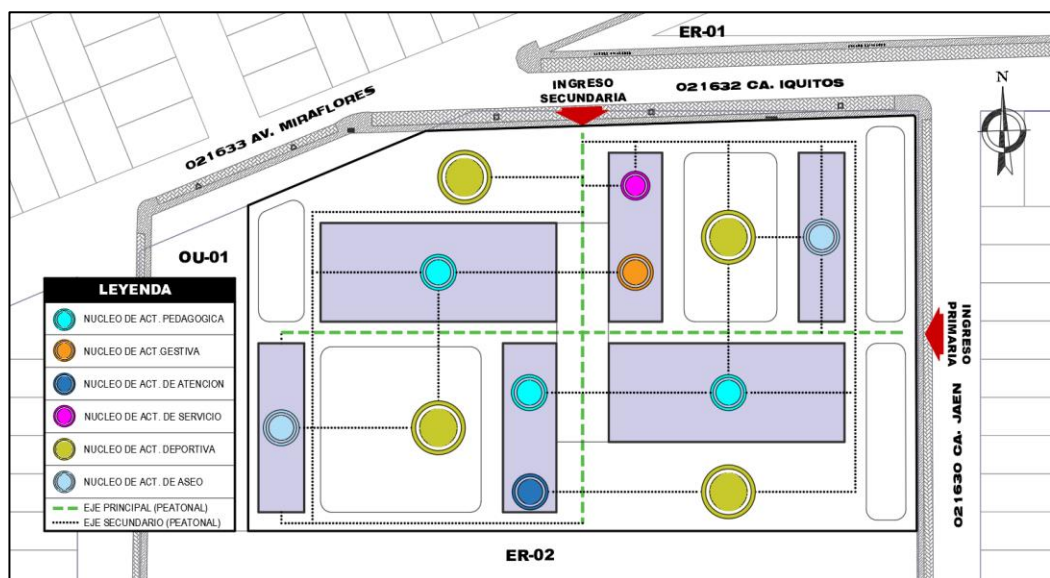 ER-01
INGRESO
SECUNDARIA
021632 CA. IQUITOS
021633 AV. MIRAFLORES
N
OU-01
LEYENDA
NUCLEO DE ACT. PEDAGOGICA
NUCLEO DE ACT.GESTIVA
NUCLEO DE ACT. DE ATENCION
NUCLEO DE ACT. DE SERVICIO
NUCLEO DE ACT. DEPORTIVA
NUCLEO DE ACT. DE ASEO
EJE PRINCIPAL (PEATONAL)
EJE SECUNDARIO (PEATONAL)
INGRESO
PRIMARIA
021630 CA. JAEN
ER-02